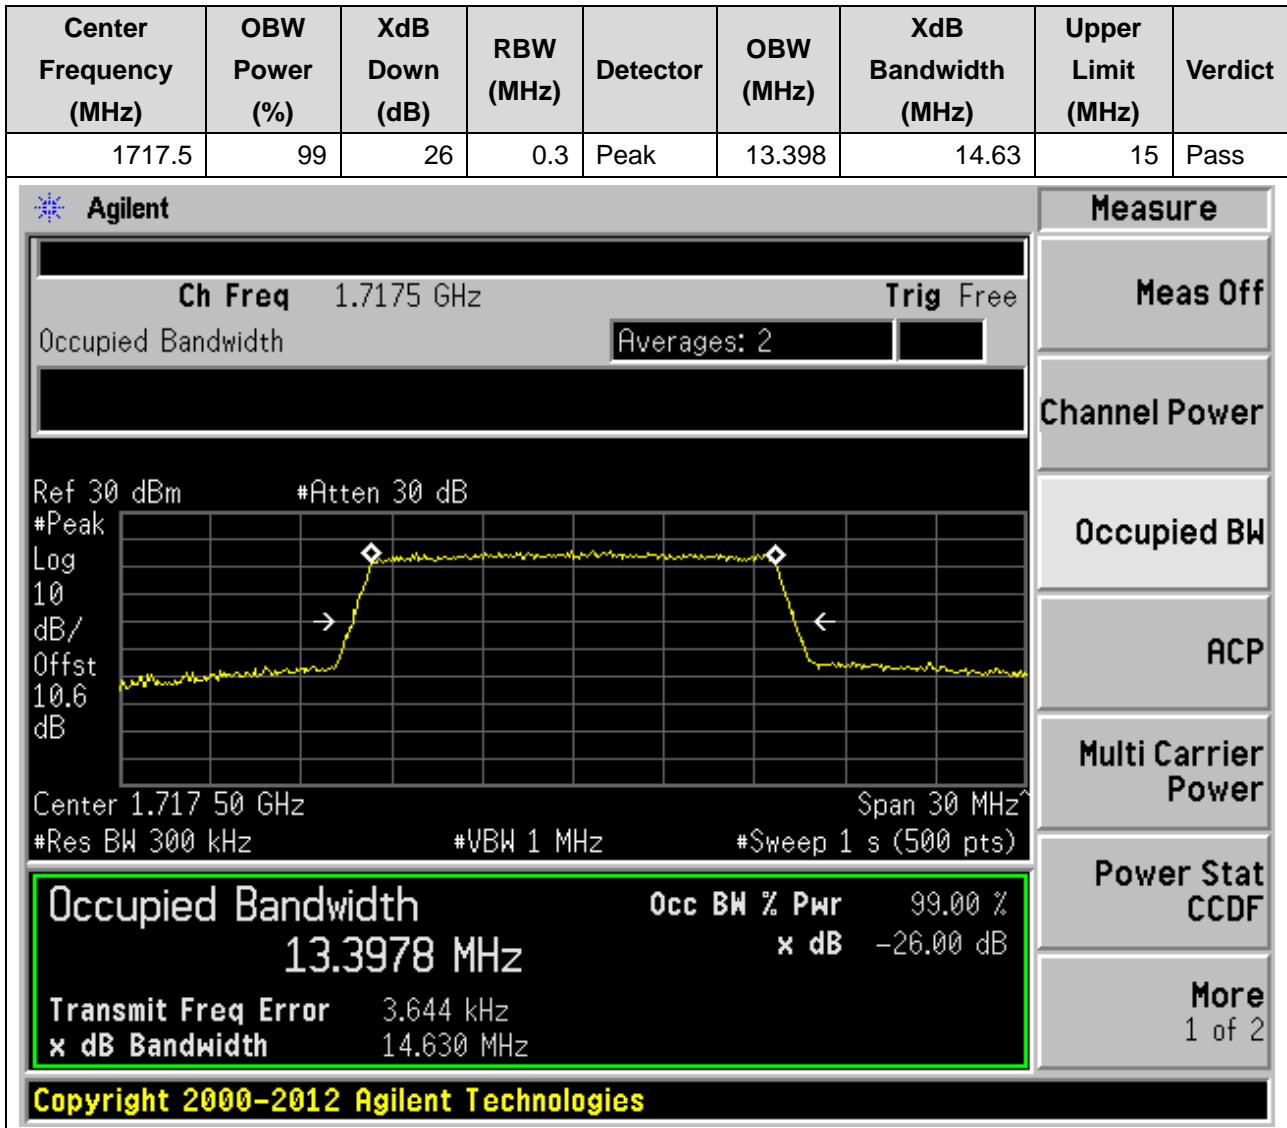 Center Frequency (MHz) OBW Power (%) XdB Down (dB) RBW (MHz) Detector OBW (MHz) XdB Bandwidth (MHz) Upper Limit (MHz) Verdict
1717.5 99 26 0.3 Peak 13.398 14.63 15 Pass
Agilent
Measure
Ch Freq 1.7175 GHz Trig Free
Meas Off
Occupied Bandwidth Averages: 2
Channel Power
Ref 30 dBm #Atten 30 dB
#Peak
Log
10
dB/
Offst
10.6
dB
Occupied BW
ACP
Multi Carrier
Power
Center 1.717 50 GHz Span 30 MHz^
#Res BW 300 kHz #VBW 1 MHz #Sweep 1 s (500 pts)
Power Stat
CCDF
Occupied Bandwidth Occ BW % Pwr 99.00 %
13.3978 MHz x dB -26.00 dB
More
1 of 2
Transmit Freq Error 3.644 kHz
x dB Bandwidth 14.630 MHz
Copyright 2000-2012 Agilent Technologies